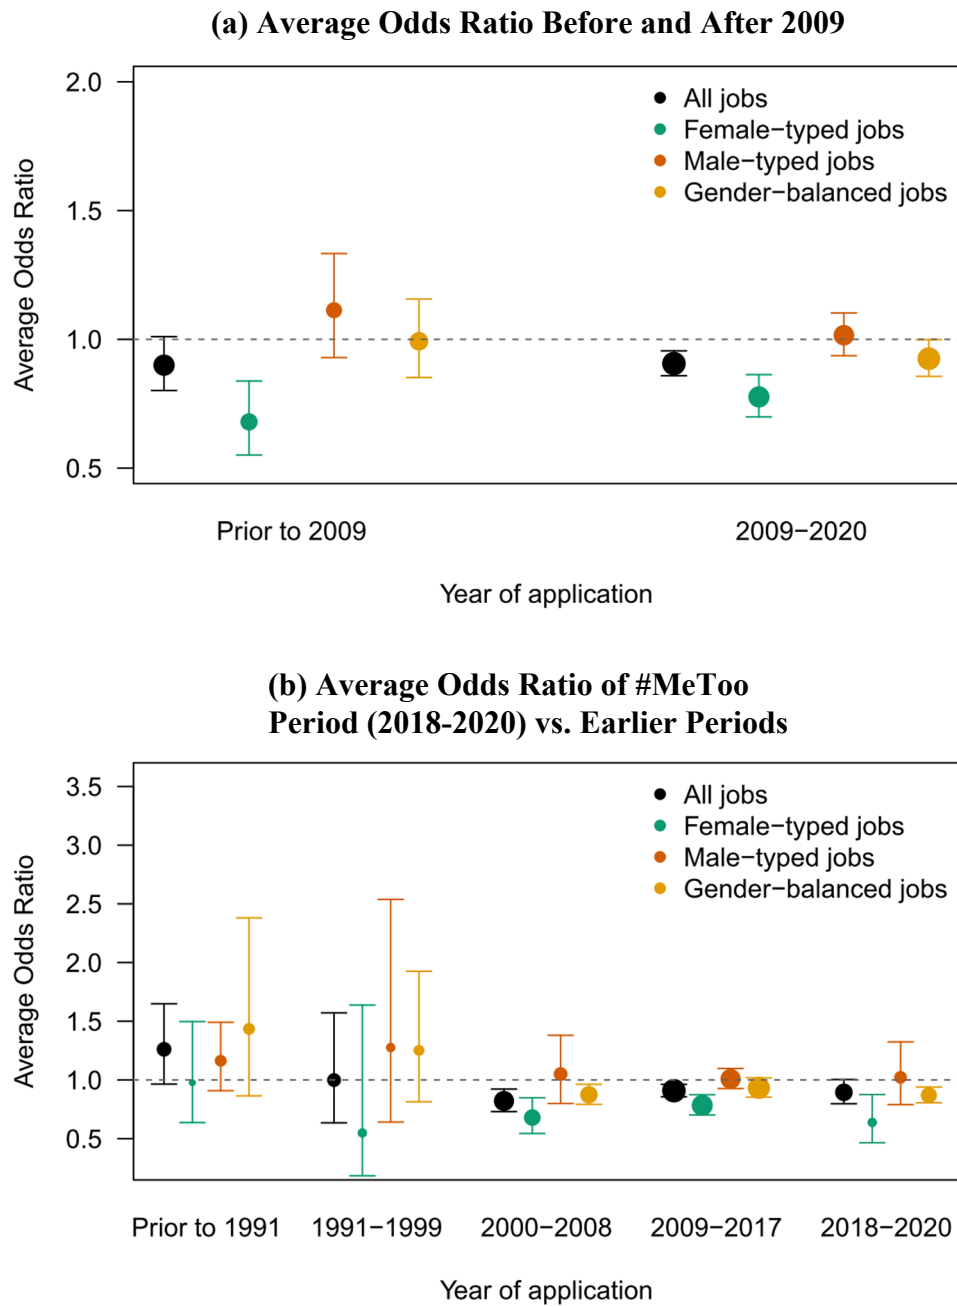 (a) Average Odds Ratio Before and After 2009
Average Odds Ratio
2.0
1.5
1.0
0.5
All jobs
Female−typed jobs
Male−typed jobs
Gender−balanced jobs
Prior to 2009
2009−2020
Year of application
(b) Average Odds Ratio of #MeToo
Period (2018-2020) vs. Earlier Periods
Average Odds Ratio
3.5
3.0
2.5
2.0
1.5
1.0
0.5
All jobs
Female−typed jobs
Male−typed jobs
Gender−balanced jobs
Prior to 1991
1991−1999
2000−2008
2009−2017
2018−2020
Year of application